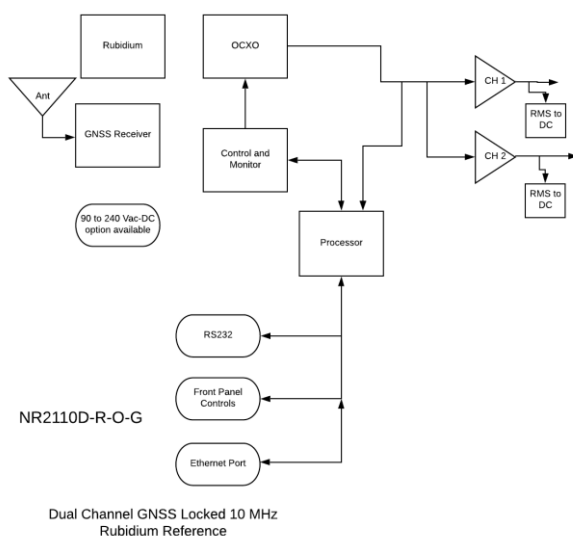 Rubidium
OCXO
CH 1
Ant
RMS to
DC
GNSS Receiver
Control and
Monitor
CH 2
RMS to
DC
90 to 240 Vac-DC
option available
Processor
RS232
Front Panel
Controls
NR2110D-R-O-G
Ethernet Port
Dual Channel GNSS Locked 10 MHz
Rubidium Reference